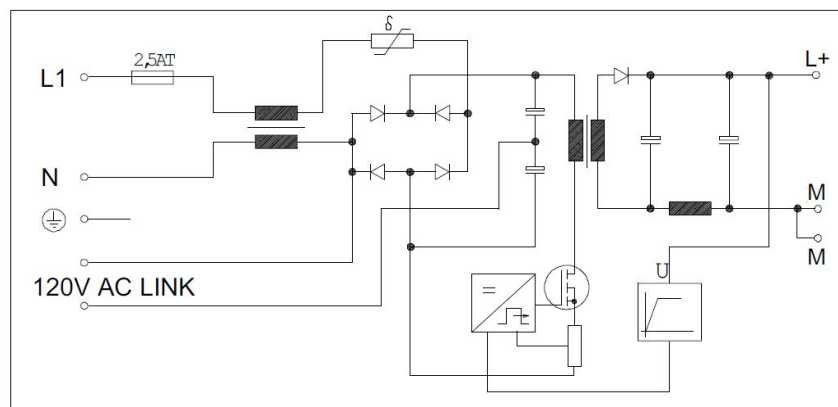 δ
2,5AT
L1
L+
N
M
M
U
120V AC LINK
=